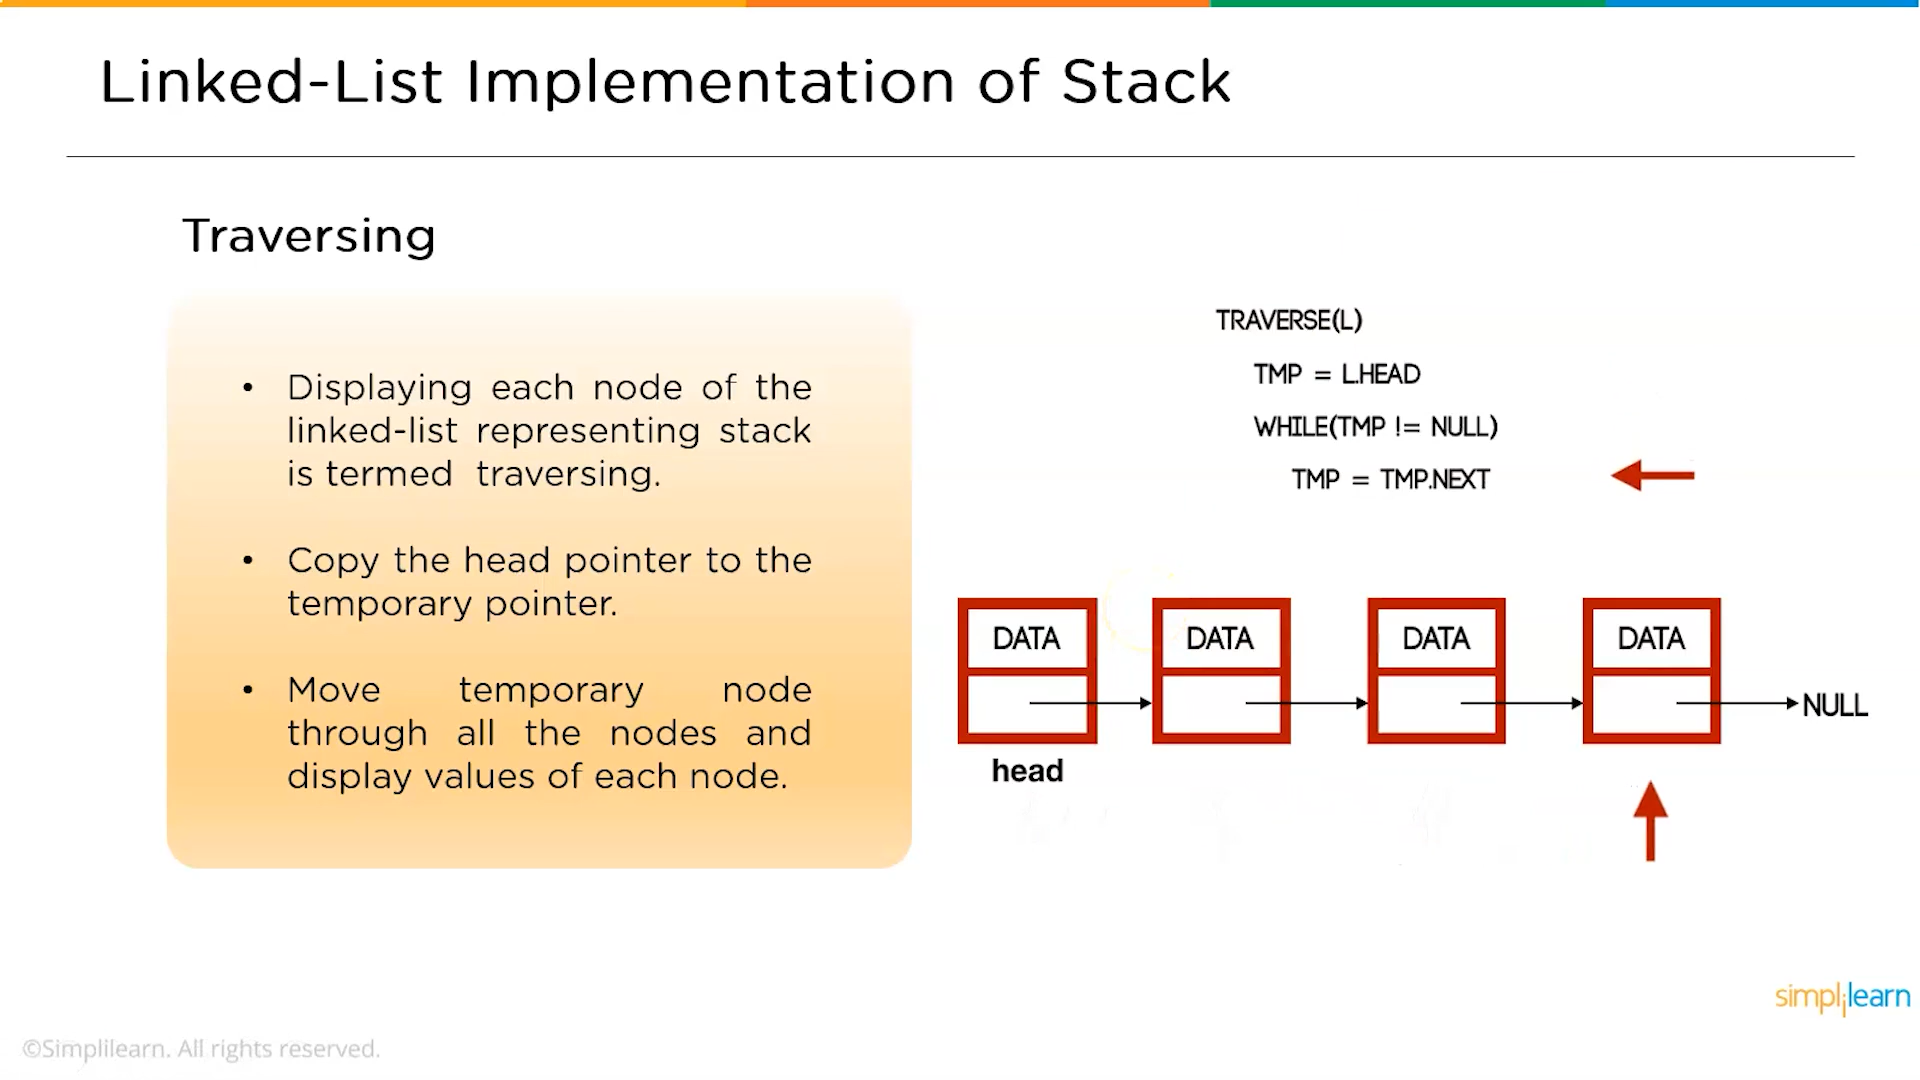 Linked-List Implementation of Stack
Traversing
• Displaying each node of the
linked-list representing stack
is termed traversing.
• Copy the head pointer to the
temporary pointer.
• Move temporary node
through all the nodes and
display values of each node.
TRAVERSE(L)
TMP = L.HEAD
WHILE(TMP != NULL)
TMP = TMP.NEXT
DATA DATA DATA DATA
NULL
head
simplilearn
©Simplilearn. All rights reserved.